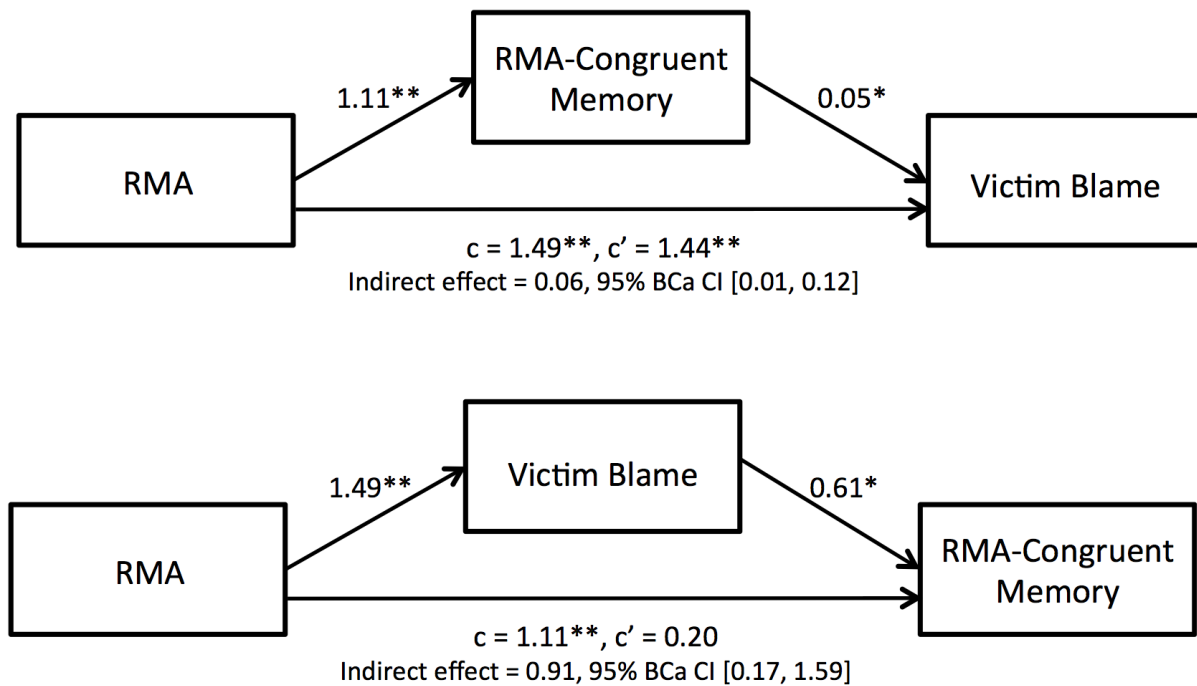 RMA-Congruent
Memory
1.11**
0.05*
RMA
Victim Blame
c = 1.49**, c’ = 1.44**
Indirect effect = 0.06, 95% BCa CI [0.01, 0.12]
Victim Blame
1.49**
0.61*
RMA
RMA-Congruent
Memory
c = 1.11**, c’ = 0.20
Indirect effect = 0.91, 95% BCa CI [0.17, 1.59]